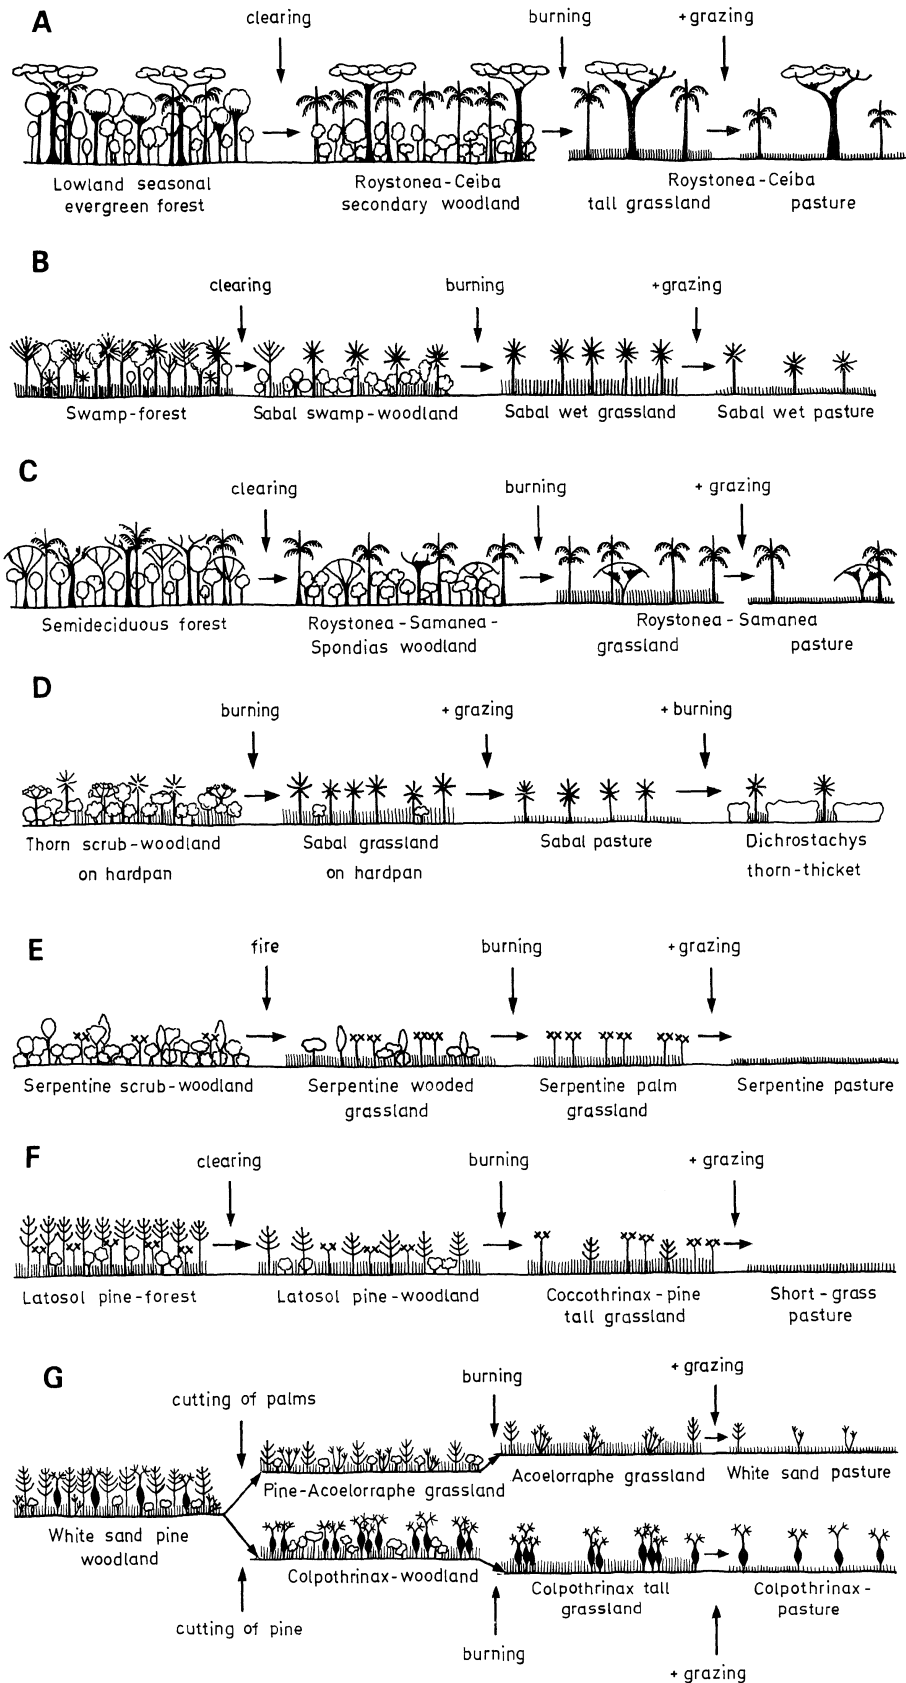 A
clearing
burning
+grazing
Lowland seasonal
evergreen forest
Roystonea-Ceiba
secondary woodland
Roystonea-Ceiba
tall grassland
pasture
B
clearing
burning
+grazing
Swamp-forest
Sabal swamp-woodland
Sabal wet grassland
Sabal wet pasture
C
clearing
burning
+ grazing
Semideciduous forest
Roystonea-Samanea-
Spondias woodland
Roystonea-Samanea
grassland
pasture
D
burning
+ grazing
+ burning
Thorn scrub-woodland
on hardpan
Sabal grassland
on hardpan
Sabal pasture
Dichrostachys
thorn-thicket
E
fire
burning
+grazing
Serpentine scrub-woodland
Serpentine wooded
grassland
Serpentine palm
grassland
Serpentine pasture
F
clearing
burning
+ grazing
Latosol pine-forest
Latosol pine-woodland
Coccothrinax-pine
tall grassland
Short-grass
pasture
G
cutting of palms
burning
+ grazing
White sand pine
woodland
Pine-Acoelorraphe grassland
Acoelorraphe grassland
White sand pasture
Colpothrinax-woodland
Colpothrinax tall
grassland
Colpothrinax-
pasture
cutting of pine
burning
+ grazing